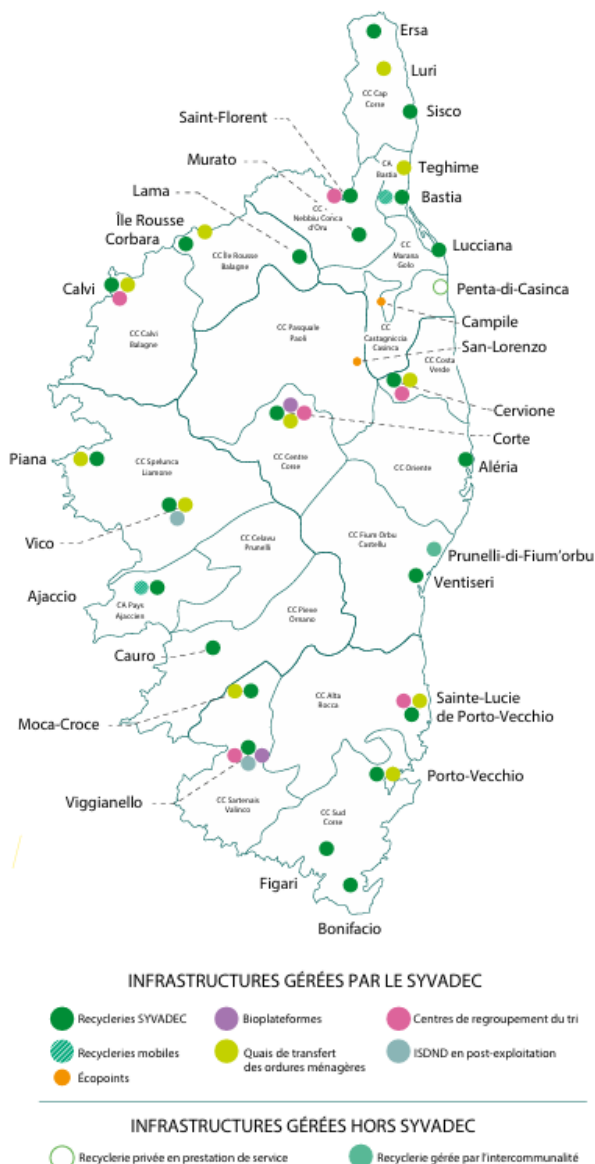 Ersa
Luri
CC Cap
Corse
Sisco
Saint-Florent
Murato
CA
Bastia
Teghime
Lama
Bastia
Île Rousse
Corbara
CC
Nebbiu Conca
d'Ora
CC Île Rousse
Balagne
CC
Marana
Golo
Lucciana
Calvi
Penta-di-Casinca
Campile
CC Calvi
Balagne
CC Pasquale
Paoli
CC
Castagniccia
Casinca
San-Lorenzo
CC Costa
Verde
Cervione
Corte
Piana
CC Spelunca
Liamone
CC Centre
Corse
CC Oriente
Aléria
Vico
CC Celavu
Prunelli
CC Fium Orbu
Castellu
Prunelli-di-Fium'orbu
Ventiseri
Ajaccio
CA Pays
Ajaccien
CC Pieve
Ornano
Cauro
Moca-Croce
CC Alta
Rocca
Sainte-Lucie
de Porto-Vecchio
Viggianello
CC Sartenais
Valinco
Porto-Vecchio
CC Sud
Corse
Figari
Bonifacio
INFRASTRUCTURES GÉRÉES PAR LE SYVADEC
Recycleries SYVADEC
Bioplateformes
Centres de regroupement du tri
Recycleries mobiles
Quais de transfert
des ordures ménagères
ISDND en post-exploitation
Écopoints
INFRASTRUCTURES GÉRÉES HORS SYVADEC
Recyclerie privée en prestation de service
Recyclerie gérée par l'intercommunalité